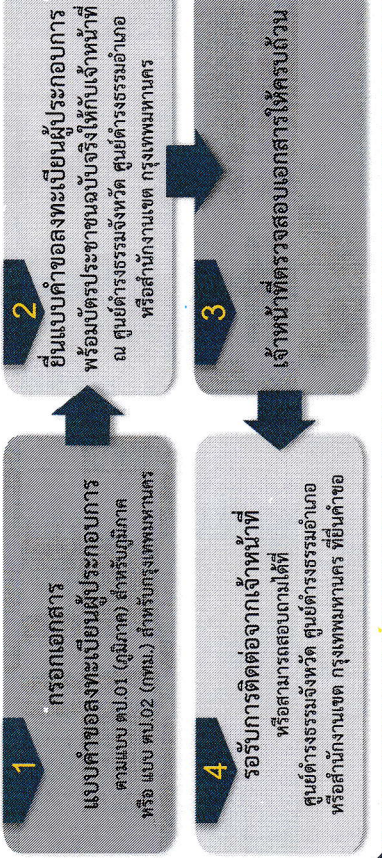 1
กรอกเอกสาร
แบบคำขอลงทะเบียนผู้ประกอบการ
ตามแบบ ตป.01 (ภูมิภาค) สำหรับภูมิภาค
หรือ แบบ ตป.02 (กทม.) สำหรับกรุงเทพมหานคร
2
ยื่นแบบคำขอลงทะเบียนผู้ประกอบการ
พร้อมบัตรประชาชนฉบับจริงให้กับเจ้าหน้าที่
ณ ศูนย์ดำรงธรรมจังหวัด ศูนย์ดำรงธรรมอำเภอ
หรือสำนักงานเขต กรุงเทพมหานคร
3
เจ้าหน้าที่ตรวจสอบเอกสารให้ครบถ้วน
4
รอรับการติดต่อจากเจ้าหน้าที่
หรือสามารถสอบถามได้ที่
ศูนย์ดำรงธรรมจังหวัด ศูนย์ดำรงธรรมอำเภอ
หรือสำนักงานเขต กรุงเทพมหานคร ที่ยื่นคำขอ